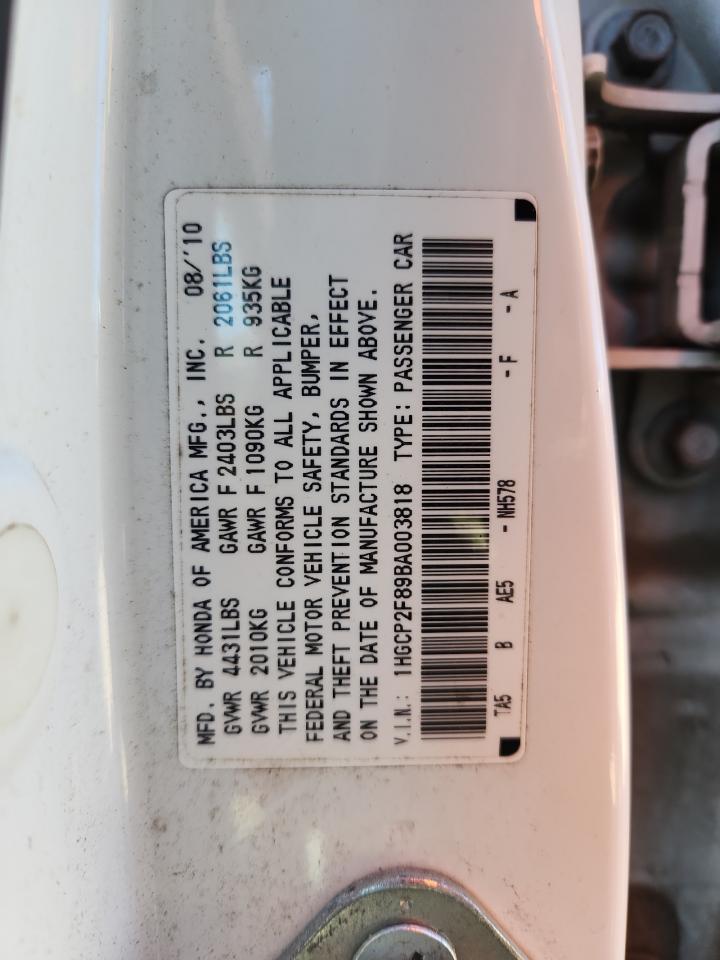 MFD. BY HONDA OF AMERICA MFG., INC. 08/'10
GVWR 4431LBS GAWR F 2403LBS R 2061LBS
GVWR 2010KG GAWR F 1090KG R 935KG
THIS VEHICLE CONFORMS TO ALL APPLICABLE
FEDERAL MOTOR VEHICLE SAFETY, BUMPER,
AND THEFT PREVENTION STANDARDS IN EFFECT
ON THE DATE OF MANUFACTURE SHOWN ABOVE.
V.I.N.: 1HGCP2F89BA003818 TYPE: PASSENGER CAR
TA5 B AE5 - NH578 - F - A